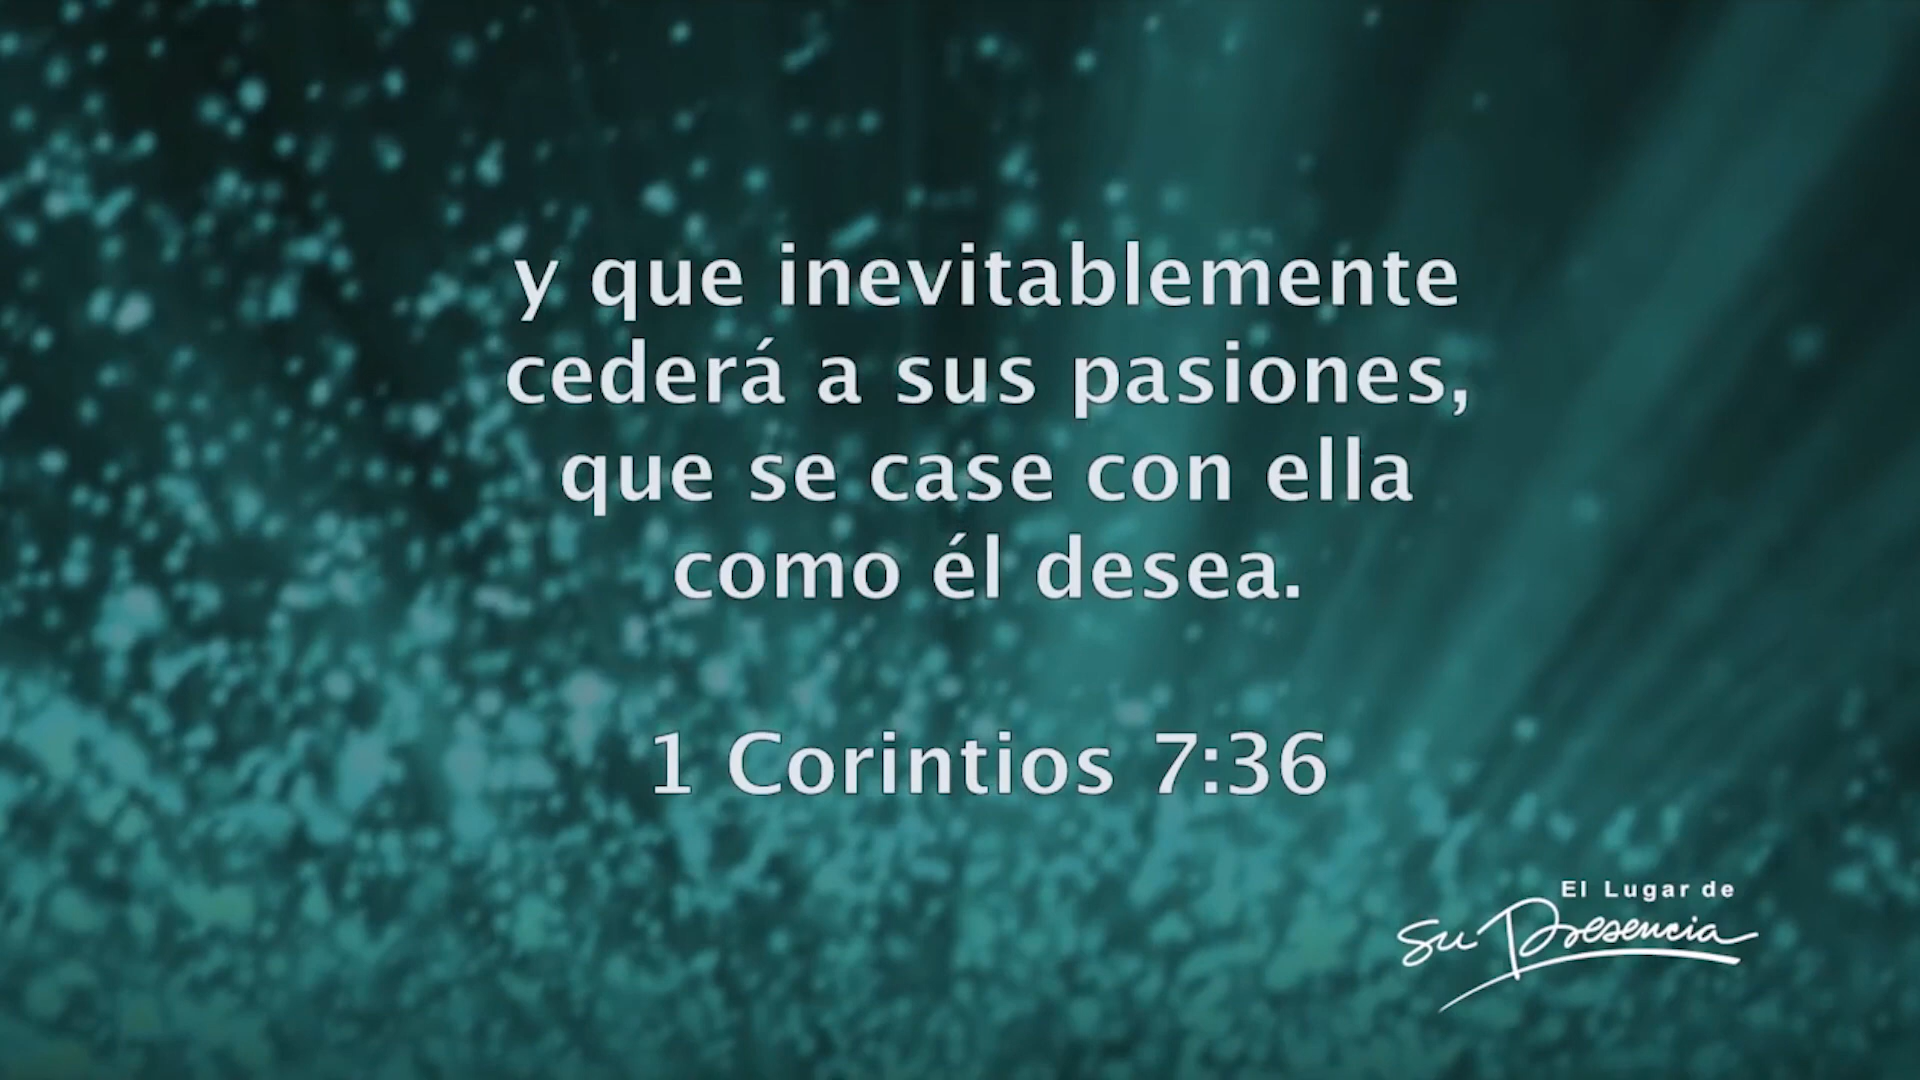 y que inevitablemente
cederá a sus pasiones,
que se case con ella
como él desea.
1 Corintios 7:36
El Lugar de
Su Presencia